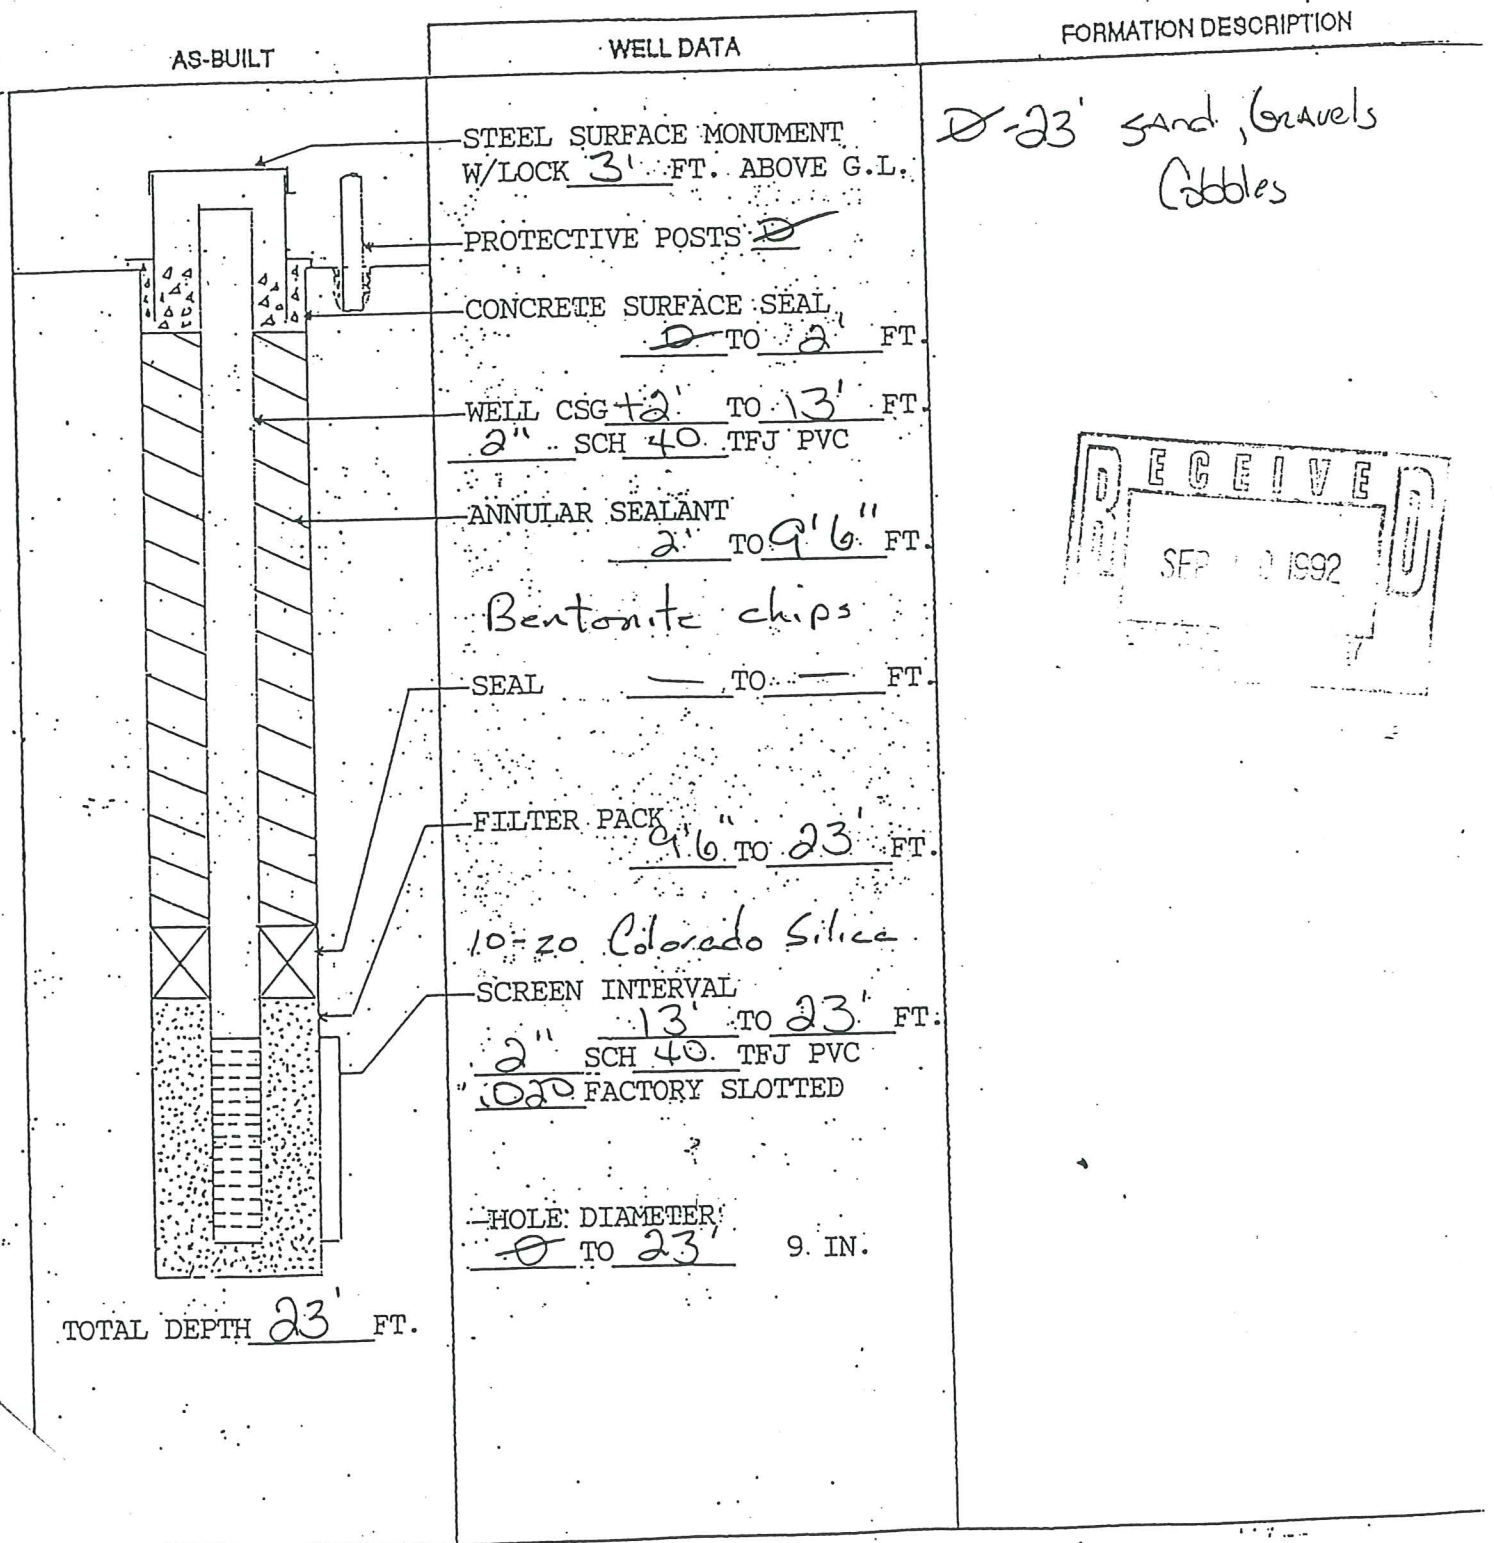 AS-BUILT
WELL DATA
FORMATION DESCRIPTION
STEEL SURFACE MONUMENT
W/LOCK 3' FT. ABOVE G.L.
PROTECTIVE POSTS 0
CONCRETE SURFACE SEAL
0 TO 2' FT.
WELL CSG +2' TO 13' FT.
2" SCH 40 TFJ PVC
ANNULAR SEALANT
2' TO 9'6" FT.
Bentonite chips
SEAL — TO — FT.
FILTER PACK
9'6" TO 23' FT.
10-20 Colorado Silica
SCREEN INTERVAL
13' TO 23' FT.
2" SCH 40 TFJ PVC
.020 FACTORY SLOTTED
HOLE DIAMETER
0 TO 23' 9 IN.
TOTAL DEPTH 23' FT.
0-23' sand, Gravels
Cobbles
RECEIVED
SEP 0 1992